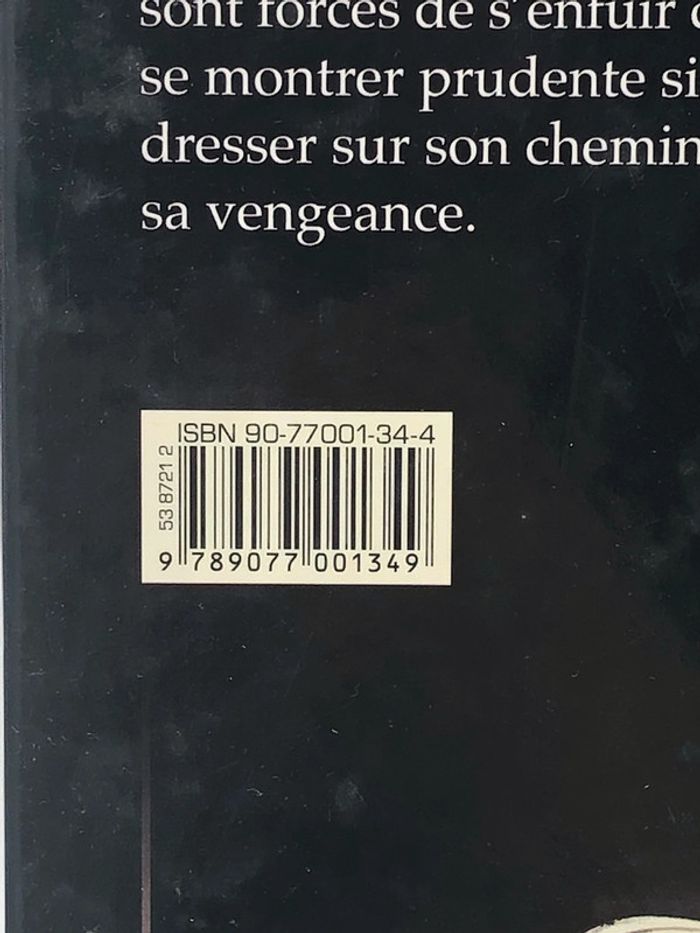 sont forcés de s'enfuir
se montrer prudente si
dresser sur son chemin
sa vengeance.
ISBN 90-77001-34-4
53 8721 2
9 789077 001349